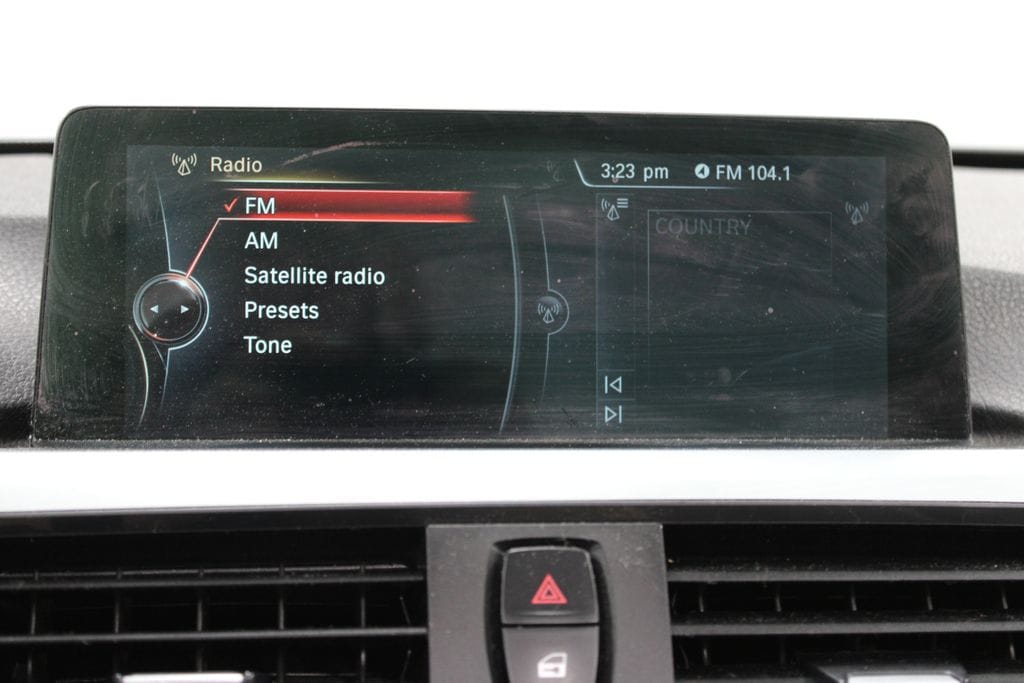 Radio
3:23 pm FM 104.1
FM
AM
Satellite radio
Presets
Tone
COUNTRY